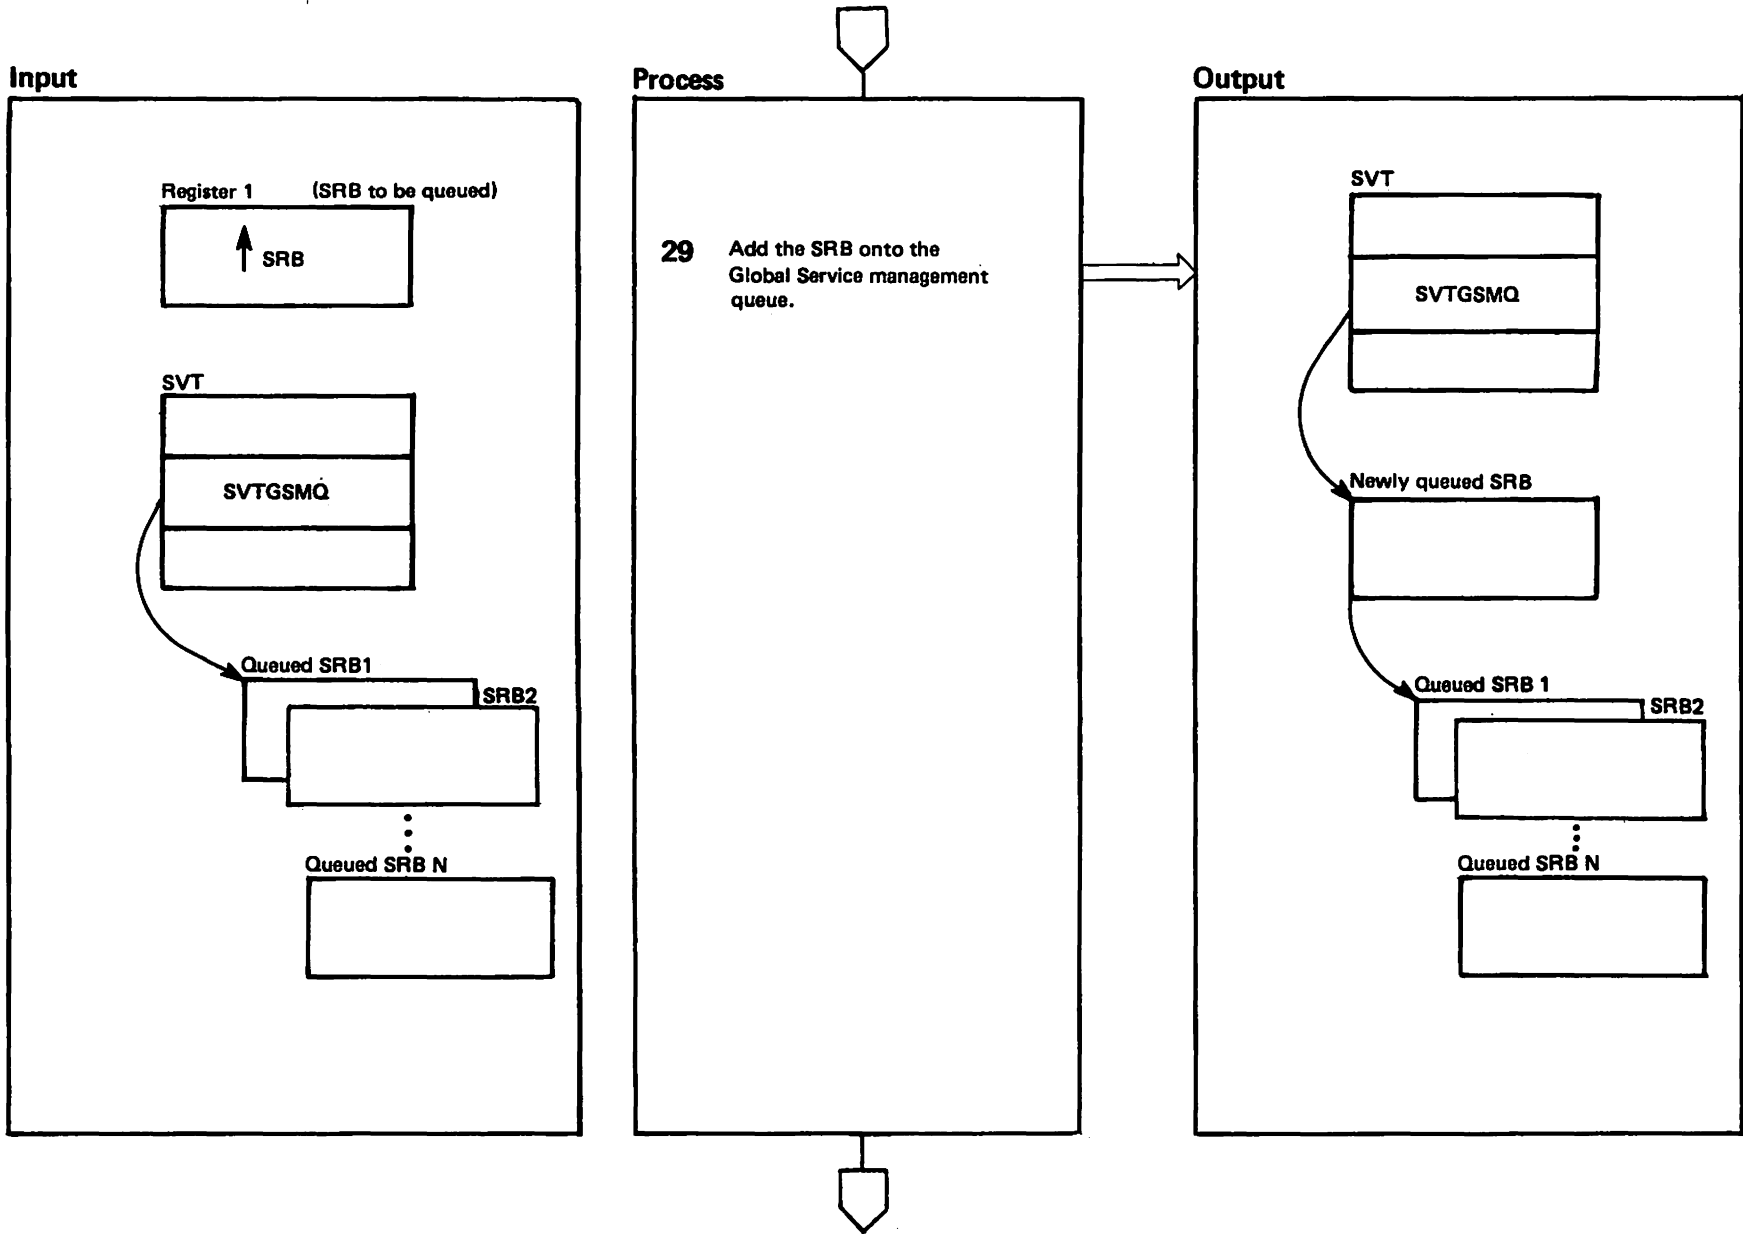 Input
Register 1 (SRB to be queued)
SRB
SVT
SVTGSMQ
Queued SRB1
SRB2
Queued SRB N
Process
29 Add the SRB onto the
Global Service management
queue.
Output
SVT
SVTGSMQ
Newly queued SRB
Queued SRB 1
SRB2
Queued SRB N